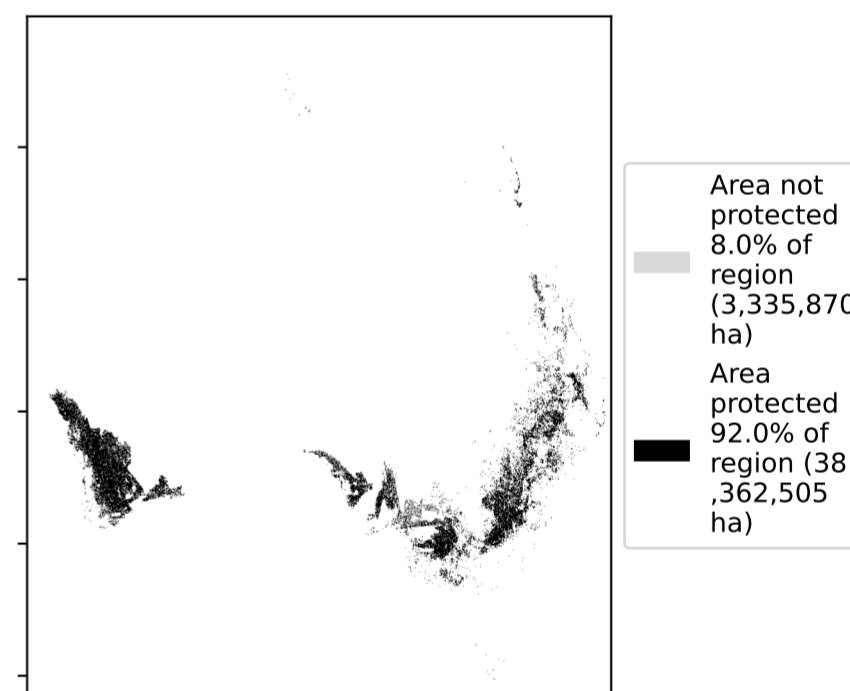 Area not
protected
8.0% of
region
(3,335,870
ha)
Area
protected
92.0% of
region (38
,362,505
ha)